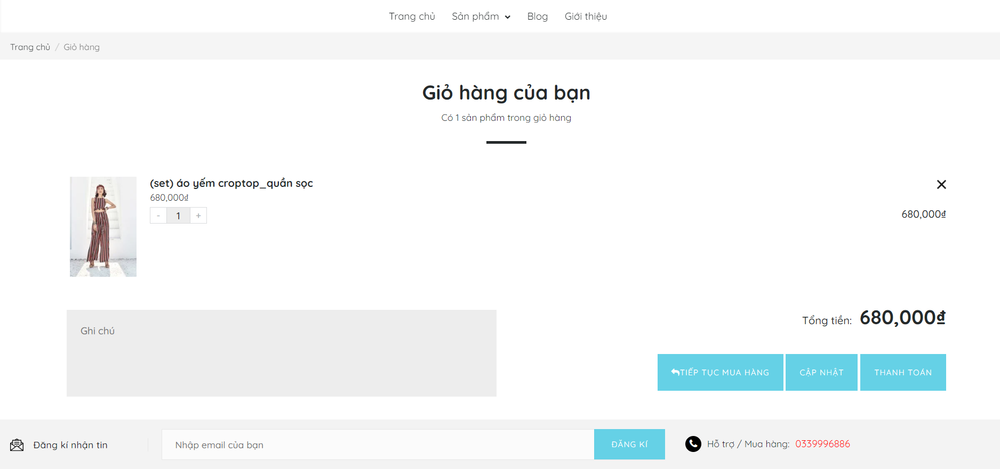 Trang chủ Sản phẩm Blog Giới thiệu
Trang chủ / Giỏ hàng
Giỏ hàng của bạn
Có 1 sản phẩm trong giỏ hàng
(set) áo yếm croptop_quần sọc
680,000₫
- 1 +
680,000₫
Ghi chú
Tổng tiền: 680,000₫
TIẾP TỤC MUA HÀNG CẬP NHẬT THANH TOÁN
Đăng kí nhận tin Nhập email của bạn ĐĂNG KÍ Hỗ trợ / Mua hàng: 0339996886